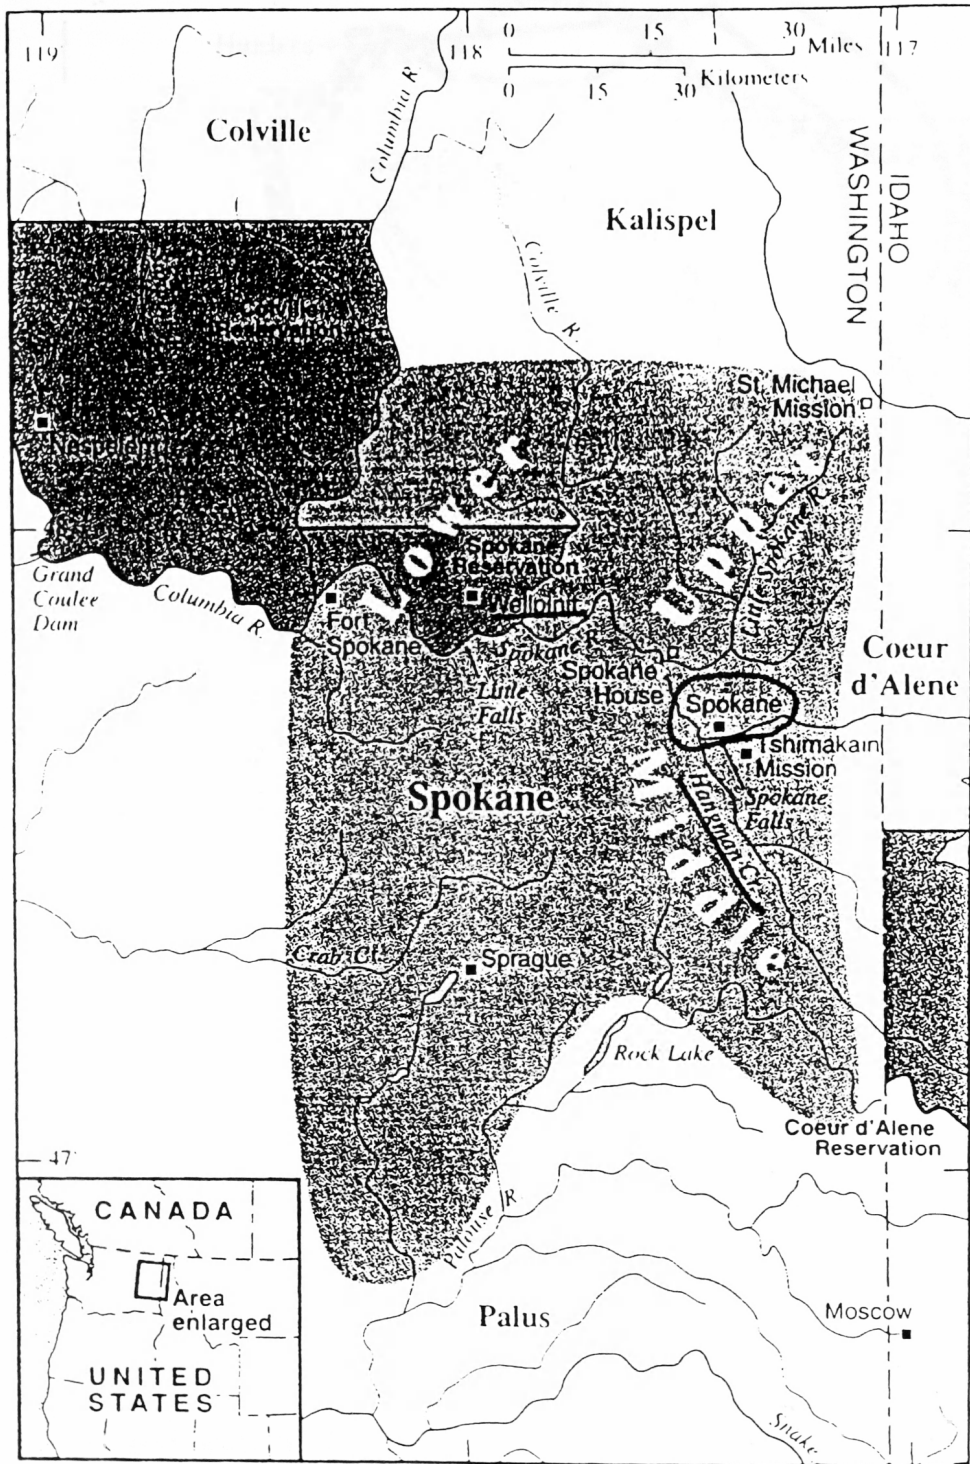 119
118
0 15 30
Miles
117
Kilometers
0 15 30
Colville
Columbia R.
Kalispel
WASHINGTON
IDAHO
Colville R.
Colville
Reservation
St. Michael
Mission
Nespelem
Lower
Upper
Little Spokane R.
Spokane
Reservation
Grand
Coulee
Dam
Columbia R.
Fort
Spokane
Wellpinit
Spokane R.
Little
Falls
Spokane
House
Spokane
Coeur
d'Alene
Tshimakain
Mission
Spokane
Falls
Hangman Cr.
Middle
Spokane
Crab Cr.
Sprague
Rock Lake
Coeur d'Alene
Reservation
47
Palouse R.
Palus
Moscow
Snake
CANADA
Area
enlarged
UNITED
STATES